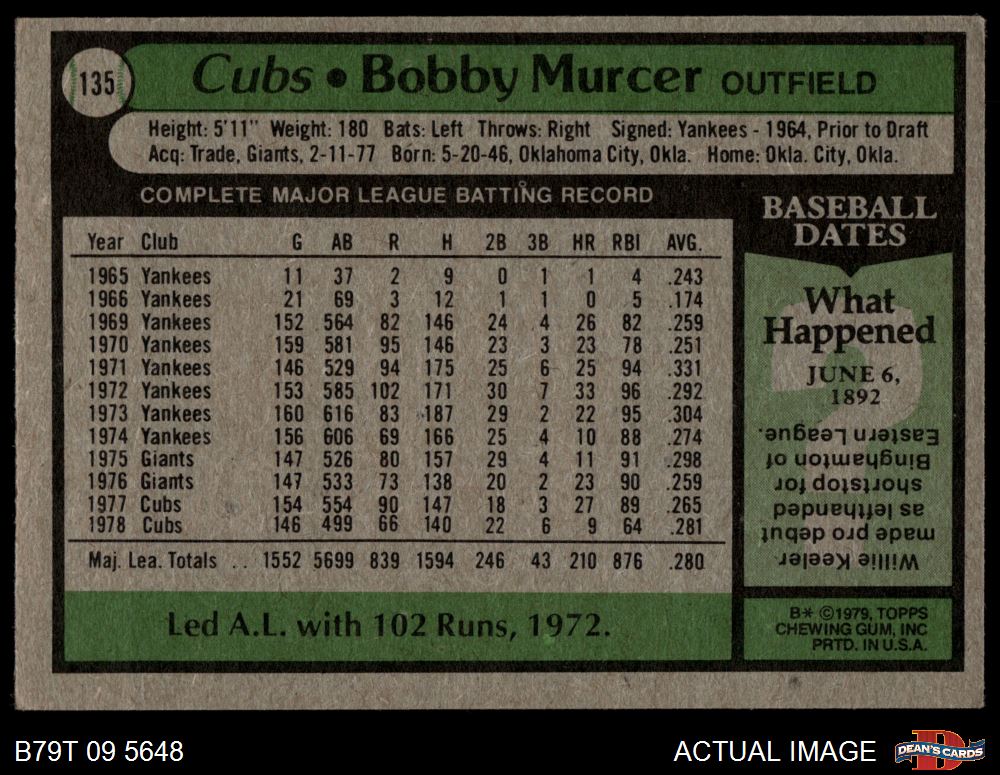 135
Cubs • Bobby Murcer OUTFIELD
Height: 5'11" Weight: 180 Bats: Left Throws: Right Signed: Yankees - 1964, Prior to Draft
Acq: Trade, Giants, 2-11-77 Born: 5-20-46, Oklahoma City, Okla. Home: Okla. City, Okla.
COMPLETE MAJOR LEAGUE BATTING RECORD
Year Club G AB R H 2B 3B HR RBI AVG.
1965 Yankees 11 37 2 9 0 1 1 4 .243
1966 Yankees 21 69 3 12 1 1 0 5 .174
1969 Yankees 152 564 82 146 24 4 26 82 .259
1970 Yankees 159 581 95 146 23 3 23 78 .251
1971 Yankees 146 529 94 175 25 6 25 94 .331
1972 Yankees 153 585 102 171 30 7 33 96 .292
1973 Yankees 160 616 83 187 29 2 22 95 .304
1974 Yankees 156 606 69 166 25 4 10 88 .274
1975 Giants 147 526 80 157 29 4 11 91 .298
1976 Giants 147 533 73 138 20 2 23 90 .259
1977 Cubs 154 554 90 147 18 3 27 89 .265
1978 Cubs 146 499 66 140 22 6 9 64 .281
Maj. Lea. Totals . . 1552 5699 839 1594 246 43 210 876 .280
Led A.L. with 102 Runs, 1972.
BASEBALL
DATES
What
Happened
JUNE 6,
1892
Willie Keeler
made pro debut
as lefthanded
shortstop for
Binghamton of
Eastern League.
B* ©1979, TOPPS
CHEWING GUM, INC
PRTD. IN U.S.A.
B79T 09 5648
ACTUAL IMAGE
DEAN'S CARDS